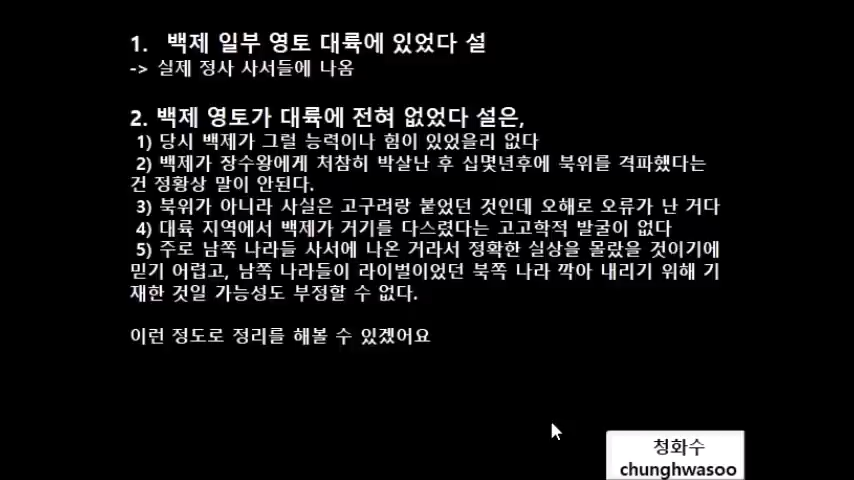 1. 백제 일부 영토 대륙에 있었다 설
-> 실제 정사 사서들에 나옴
2. 백제 영토가 대륙에 전혀 없었다 설은,
1) 당시 백제가 그럴 능력이나 힘이 있었을리 없다
2) 백제가 장수왕에게 처참히 박살난 후 십몇년후에 북위를 격파했다는
건 정황상 말이 안된다.
3) 북위가 아니라 사실은 고구려랑 붙었던 것인데 오해로 오류가 난 거다
4) 대륙 지역에서 백제가 거기를 다스렸다는 고고학적 발굴이 없다
5) 주로 남쪽 나라들 사서에 나온 거라서 정확한 실상을 몰랐을 것이기에
믿기 어렵고, 남쪽 나라들이 라이벌이었던 북쪽 나라 깍아 내리기 위해 기
재한 것일 가능성도 부정할 수 없다.
이런 정도로 정리를 해볼 수 있겠어요
청화수
chunghwasoo